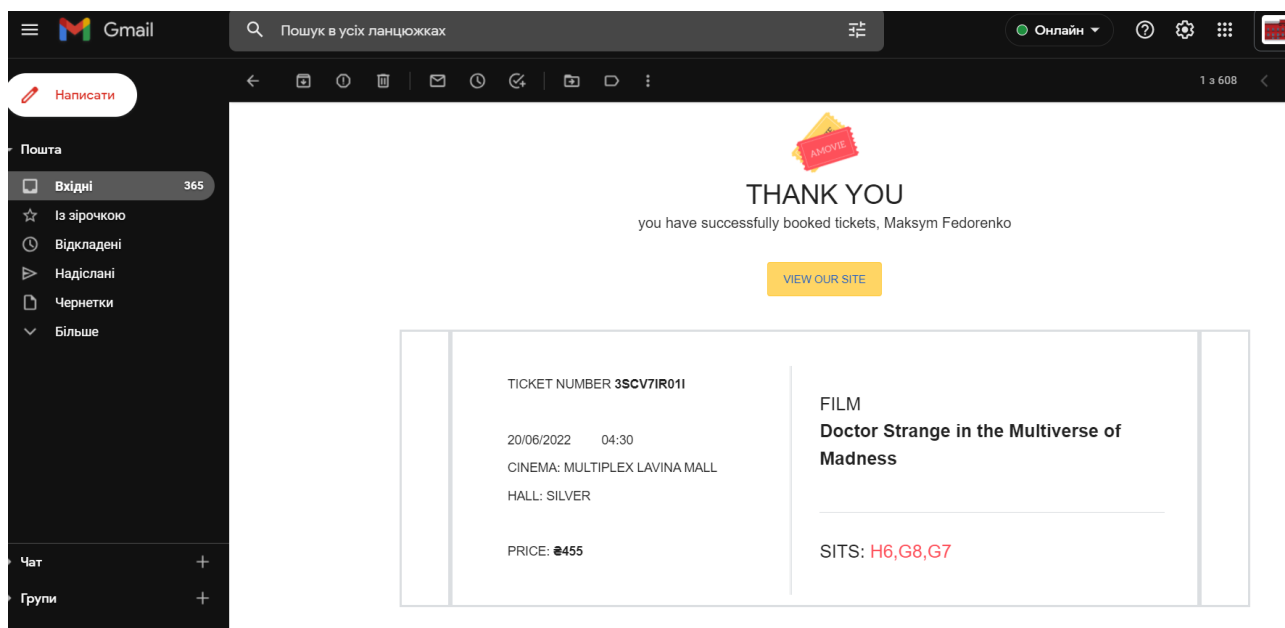 Gmail
Пошук в усіх ланцюжках
Онлайн
Написати
1 з 608
Пошта
Вхідні 365
Із зірочкою
Відкладені
Надіслані
Чернетки
Більше
Чат
Групи
AMOVIE
THANK YOU
you have successfully booked tickets, Maksym Fedorenko
VIEW OUR SITE
TICKET NUMBER 3SCV7IR01I
20/06/2022 04:30
CINEMA: MULTIPLEX LAVINA MALL
HALL: SILVER
PRICE: ₴455
FILM
Doctor Strange in the Multiverse of
Madness
SITS: H6,G8,G7